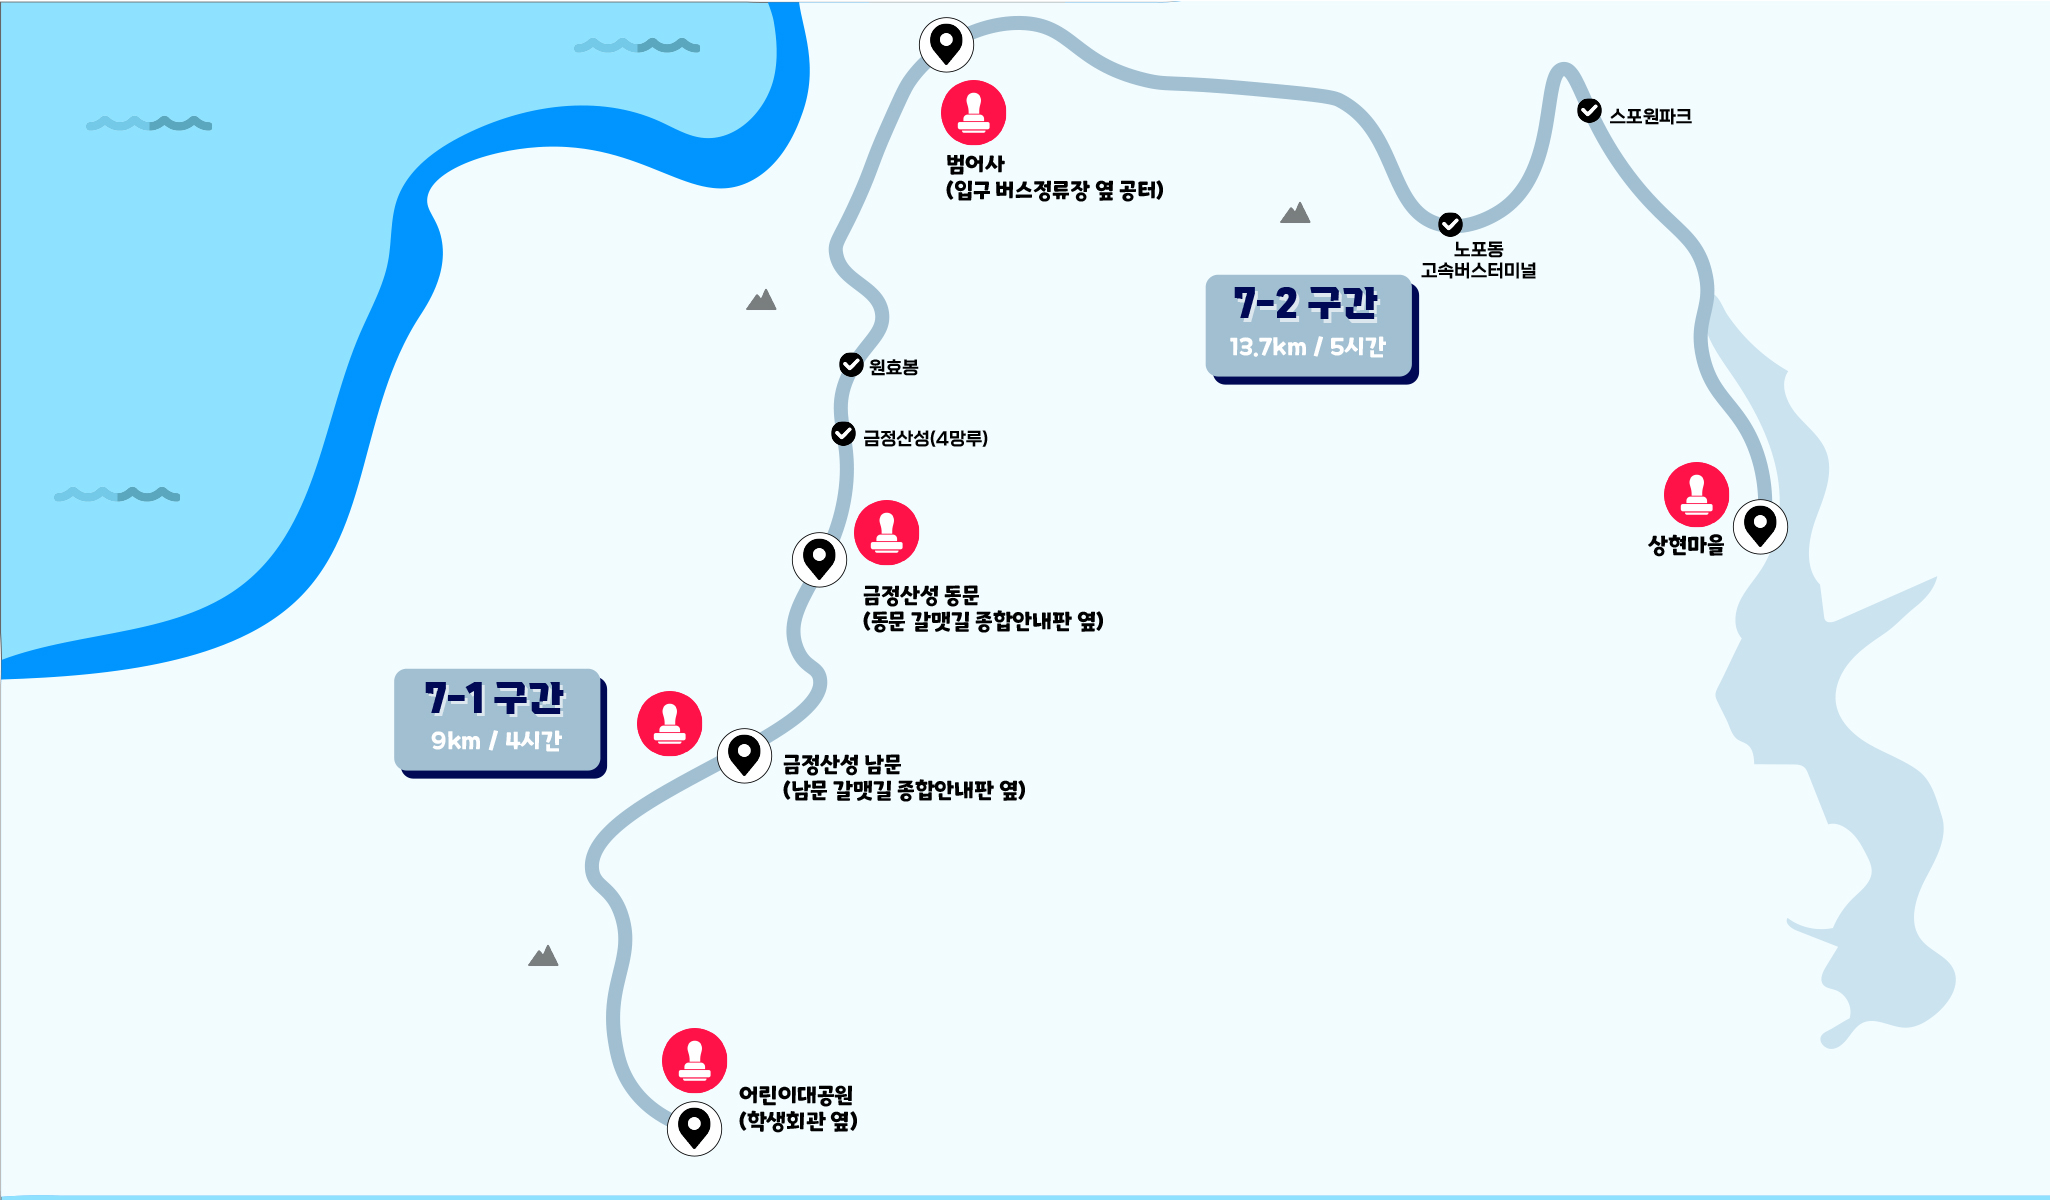 범어사
(입구 버스정류장 옆 공터)
스포원파크
노포동
고속버스터미널
7-2 구간
13.7km / 5시간
원효봉
금정산성(4망루)
상현마을
금정산성 동문
(동문 갈맷길 종합안내판 옆)
7-1 구간
9km / 4시간
금정산성 남문
(남문 갈맷길 종합안내판 옆)
어린이대공원
(학생회관 옆)